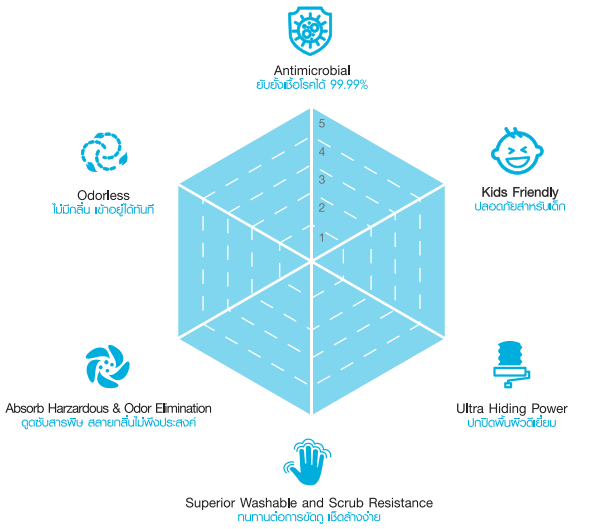 Antimicrobial
ยับยั้งเชื้อโรคได้ 99.99%
5
4
3
2
1
Odorless
ไม่มีกลิ่น เข้าอยู่ได้ทันที
Kids Friendly
ปลอดภัยสำหรับเด็ก
Absorb Harzardous & Odor Elimination
ดูดซับสารพิษ สลายกลิ่นไม่พึงประสงค์
Ultra Hiding Power
ปกปิดพื้นผิวดีเยี่ยม
Superior Washable and Scrub Resistance
ทนทานต่อการขัดถู เช็ดล้างง่าย